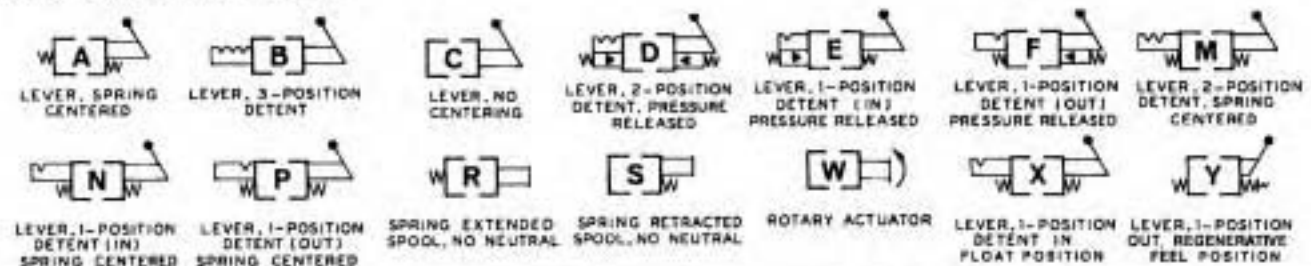 A
LEVER, SPRING
CENTERED
B
LEVER, 3-POSITION
DETENT
C
LEVER, NO
CENTERING
D
LEVER, 2-POSITION
DETENT, PRESSURE
RELEASED
E
LEVER, 1-POSITION
DETENT (IN)
PRESSURE RELEASED
F
LEVER, 1-POSITION
DETENT (OUT)
PRESSURE RELEASED
M
LEVER, 2-POSITION
DETENT, SPRING
CENTERED
N
LEVER, 1-POSITION
DETENT (IN)
SPRING CENTERED
P
LEVER, 1-POSITION
DETENT (OUT)
SPRING CENTERED
R
SPRING EXTENDED
SPOOL, NO NEUTRAL
S
SPRING RETRACTED
SPOOL, NO NEUTRAL
W
ROTARY ACTUATOR
X
LEVER, 1-POSITION
DETENT IN
FLOAT POSITION
Y
LEVER, 1-POSITION
OUT, REGENERATIVE
FEEL POSITION